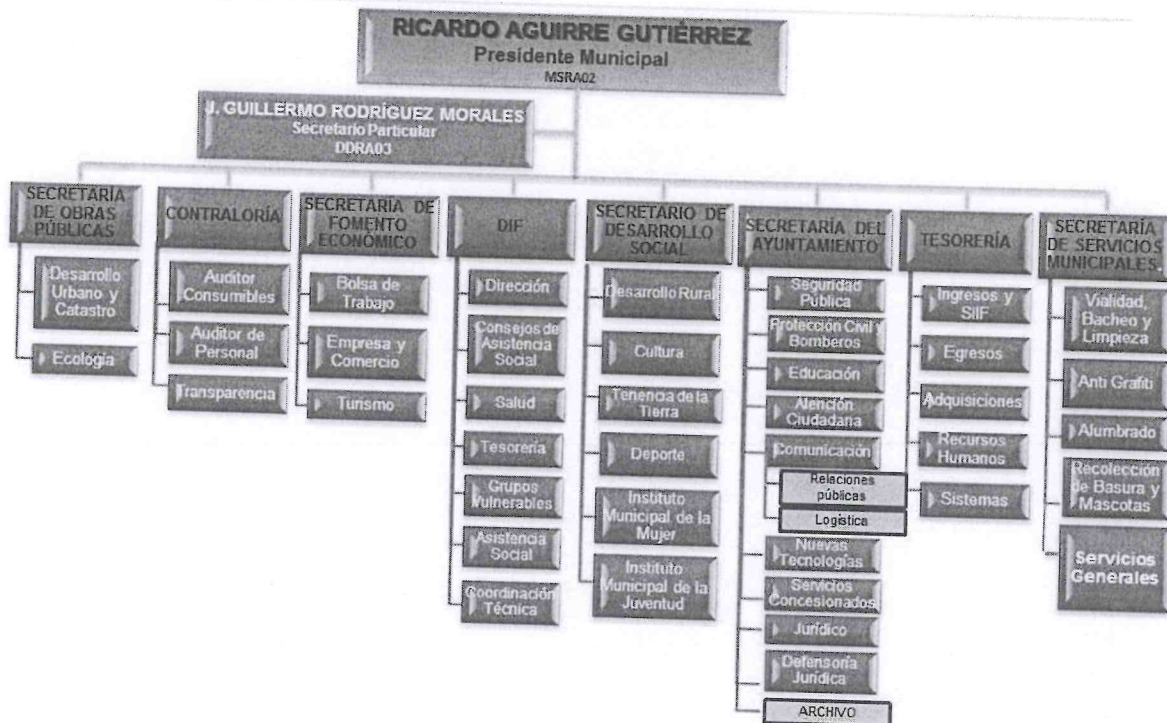 RICARDO AGUIRRE GUTIÉRREZ
Presidente Municipal
MSRA02
J. GUILLERMO RODRÍGUEZ MORALES
Secretario Particular
DDRA03
SECRETARÍA
DE OBRAS
PÚBLICAS
Desarrollo
Urbano y
Catastro
Ecología
CONTRALORÍA
Auditor
Consumibles
Auditor de
Personal
Transparencia
SECRETARIA DE
FOMENTO
ECONÓMICO
Bolsa de
Trabajo
Empresa y
Comercio
Turismo
DIF
Dirección
Consejos de
Asistencia
Social
Salud
Tesorería
Grupos
Vulnerables
Asistencia
Social
Coordinación
Técnica
SECRETARIO DE
DESARROLLO
SOCIAL
Desarrollo Rural
Cultura
Tenencia de la
Tierra
Deporte
Instituto
Municipal de la
Mujer
Instituto
Municipal de la
Juventud
SECRETARÍA DEL
AYUNTAMIENTO
Seguridad
Pública
Protección Civil y
Bomberos
Educación
Atención
Ciudadana
Comunicación
Relaciones
públicas
Logística
Nuevas
Tecnologías
Servicios
Concesionados
Jurídico
Defensoría
Jurídica
ARCHIVO
TESORERÍA
Ingresos y
SIIF
Egresos
Adquisiciones
Recursos
Humanos
Sistemas
SECRETARÍA
DE SERVICIOS
MUNICIPALES
Vialidad,
Bacheo y
Limpieza
Anti Grafiti
Alumbrado
Recolección
de Basura y
Mascotas
Servicios
Generales